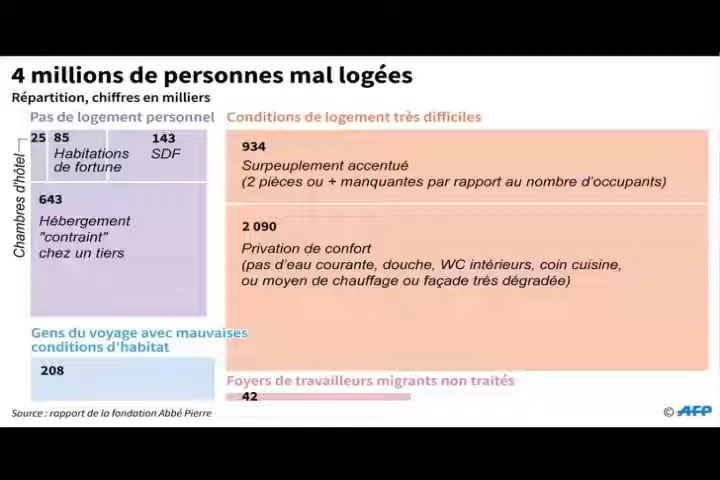 4 millions de personnes mal logées
Répartition, chiffres en milliers
Pas de logement personnel
25
85
Habitations
de fortune
143
SDF
Chambres d'hôtel
643
Hébergement
"contraint"
chez un tiers
Conditions de logement très difficiles
934
Surpeuplement accentué
(2 pièces ou + manquantes par rapport au nombre d'occupants)
2 090
Privation de confort
(pas d'eau courante, douche, WC intérieurs, coin cuisine,
ou moyen de chauffage ou façade très dégradée)
Gens du voyage avec mauvaises
conditions d'habitat
208
Foyers de travailleurs migrants non traités
42
Source : rapport de la fondation Abbé Pierre
© AFP